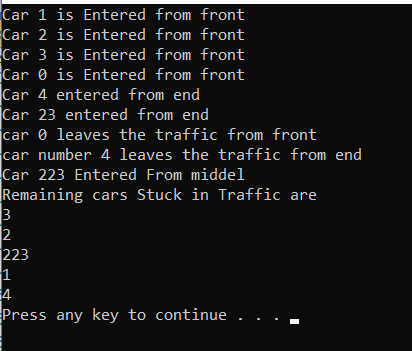 Car 1 is Entered from front
Car 2 is Entered from front
Car 3 is Entered from front
Car 0 is Entered from front
Car 4 entered from end
Car 23 entered from end
car 0 leaves the traffic from front
car number 4 leaves the traffic from end
Car 223 Entered From middel
Remaining cars Stuck in Traffic are
3
2
223
1
4
Press any key to continue . . .